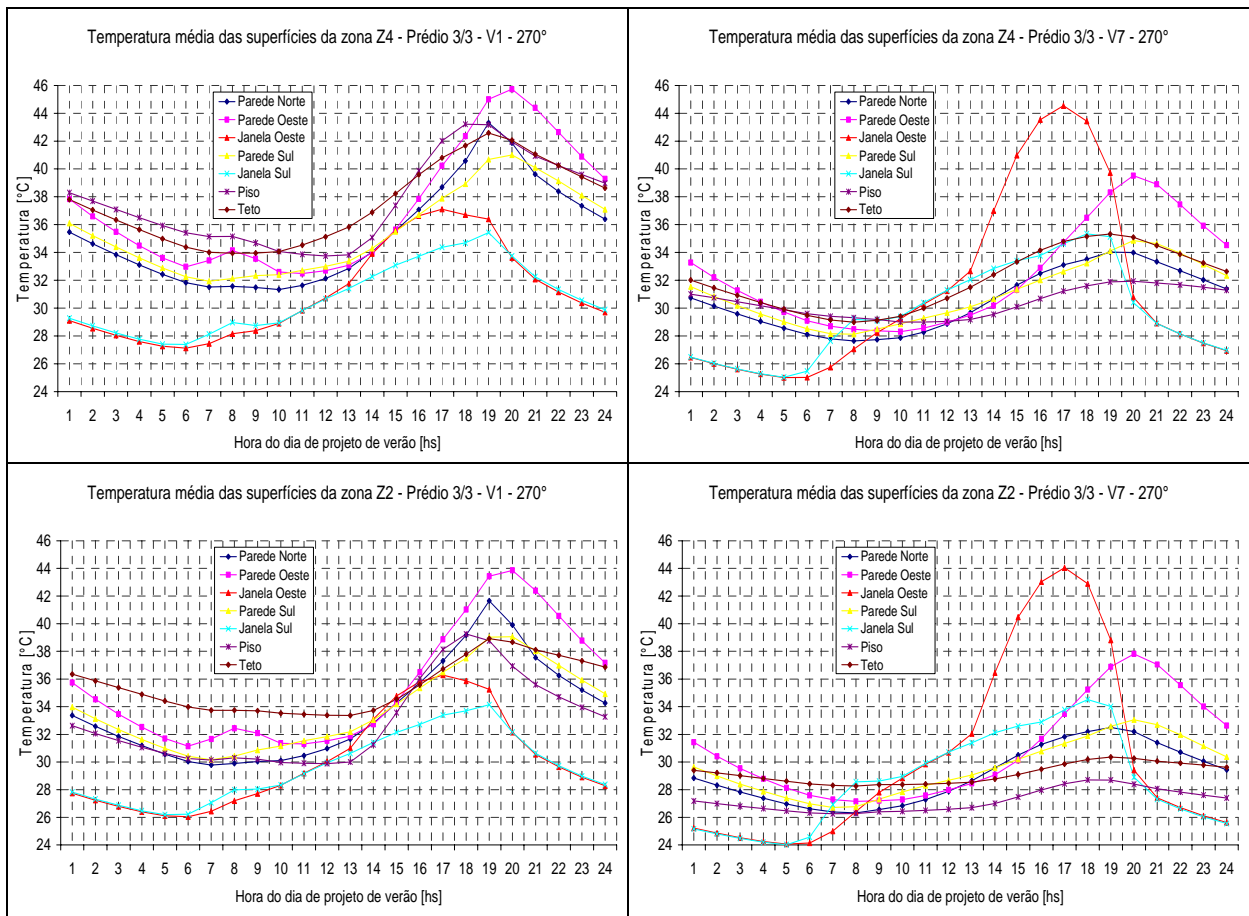 Temperatura média das superfícies da zona Z4 - Prédio 3/3 - V1 - 270°
46
44
42
40
38
36
34
32
30
28
26
24
Temperatura [°C]
Parede Norte
Parede Oeste
Janela Oeste
Parede Sul
Janela Sul
Piso
Teto
1 2 3 4 5 6 7 8 9 10 11 12 13 14 15 16 17 18 19 20 21 22 23 24
Hora do dia de projeto de verão [hs]
Temperatura média das superfícies da zona Z4 - Prédio 3/3 - V7 - 270°
46
44
42
40
38
36
34
32
30
28
26
24
Temperatura [°C]
Parede Norte
Parede Oeste
Janela Oeste
Parede Sul
Janela Sul
Piso
Teto
1 2 3 4 5 6 7 8 9 10 11 12 13 14 15 16 17 18 19 20 21 22 23 24
Hora do dia de projeto de verão [hs]
Temperatura média das superfícies da zona Z2 - Prédio 3/3 - V1 - 270°
46
44
42
40
38
36
34
32
30
28
26
24
Temperatura [°C]
Parede Norte
Parede Oeste
Janela Oeste
Parede Sul
Janela Sul
Piso
Teto
1 2 3 4 5 6 7 8 9 10 11 12 13 14 15 16 17 18 19 20 21 22 23 24
Hora do dia de projeto de verão [hs]
Temperatura média das superfícies da zona Z2 - Prédio 3/3 - V7 - 270°
46
44
42
40
38
36
34
32
30
28
26
24
Temperatura [°C]
Parede Norte
Parede Oeste
Janela Oeste
Parede Sul
Janela Sul
Piso
Teto
1 2 3 4 5 6 7 8 9 10 11 12 13 14 15 16 17 18 19 20 21 22 23 24
Hora do dia de projeto de verão [hs]